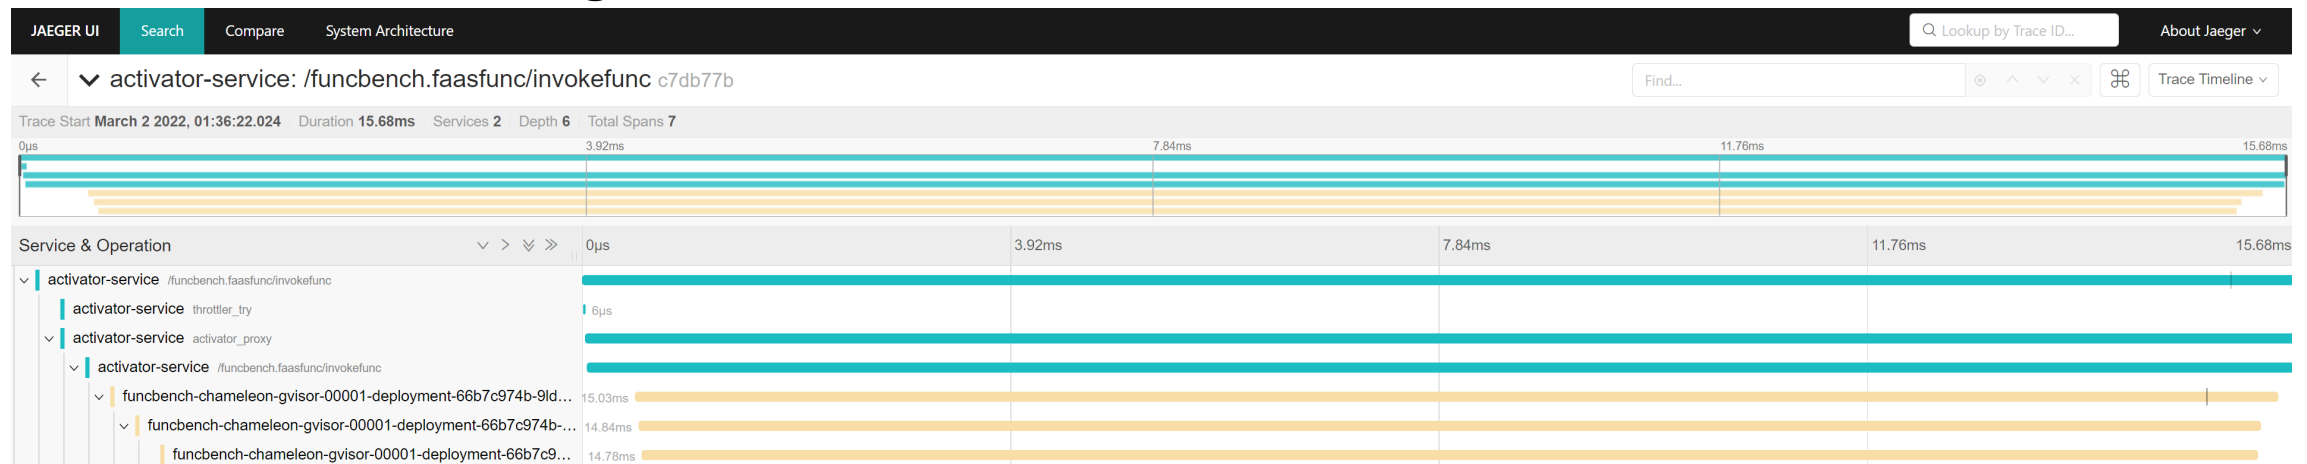 JAEGER UI Search Compare System Architecture Lookup by Trace ID... About Jaeger
activator-service: /funcbench.faasfunc/invokefunc c7db77b Find... Trace Timeline
Trace Start March 2 2022, 01:36:22.024 Duration 15.68ms Services 2 Depth 6 Total Spans 7
0μs 3.92ms 7.84ms 11.76ms 15.68ms
Service & Operation 0μs 3.92ms 7.84ms 11.76ms 15.68ms
activator-service /funcbench.faasfunc/invokefunc
activator-service throttler_try 6μs
activator-service activator_proxy
activator-service /funcbench.faasfunc/invokefunc
funcbench-chameleon-gvisor-00001-deployment-66b7c974b-9ld... 15.03ms
funcbench-chameleon-gvisor-00001-deployment-66b7c974b-... 14.84ms
funcbench-chameleon-gvisor-00001-deployment-66b7c9... 14.78ms